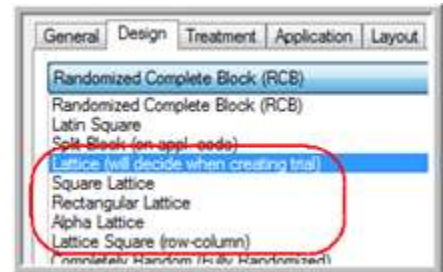 General Design Treatment Application Layout
Randomized Complete Block (RCB)
Randomized Complete Block (RCB)
Latin Square
Split Block (on appl. code)
Lattice (will decide when creating trial)
Square Lattice
Rectangular Lattice
Alpha Lattice
Lattice Square (row-column)
Completely Random (Fully Randomized)